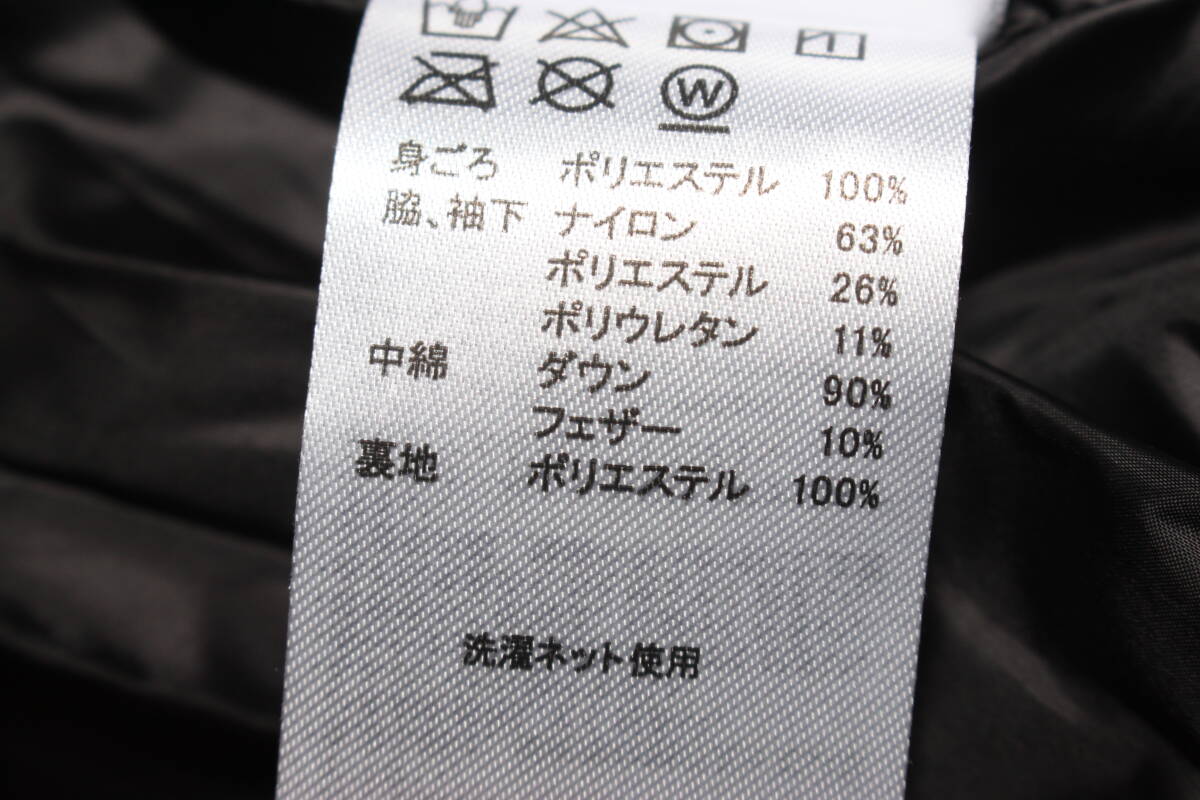 W
身ごろ ポリエステル 100%
脇、袖下 ナイロン 63%
ポリエステル 26%
ポリウレタン 11%
中綿 ダウン 90%
フェザー 10%
裏地 ポリエステル 100%
洗濯ネット使用